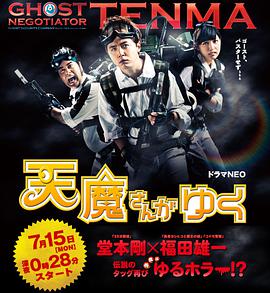 GHOST
NEGOTIATOR
TENMA
ゴースト
バスターです…
天魔さんがゆく
ドラマNEO
7月15日
[MON]
深夜0時28分
スタート
堂本剛×福田雄一
伝説の
タッグ再び
ゆるホラー!?